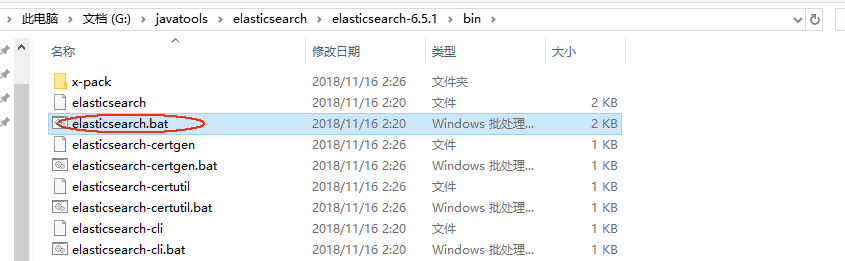 此电脑 > 文档 (G:) > javatools > elasticsearch > elasticsearch-6.5.1 > bin >
名称 修改日期 类型 大小
x-pack 2018/11/16 2:26 文件夹
elasticsearch 2018/11/16 2:20 文件 2 KB
elasticsearch.bat 2018/11/16 2:20 Windows 批处理... 2 KB
elasticsearch-certgen 2018/11/16 2:26 文件 1 KB
elasticsearch-certgen.bat 2018/11/16 2:26 Windows 批处理... 1 KB
elasticsearch-certutil 2018/11/16 2:26 文件 1 KB
elasticsearch-certutil.bat 2018/11/16 2:26 Windows 批处理... 1 KB
elasticsearch-cli 2018/11/16 2:20 文件 1 KB
elasticsearch-cli.bat 2018/11/16 2:20 Windows 批处理... 1 KB